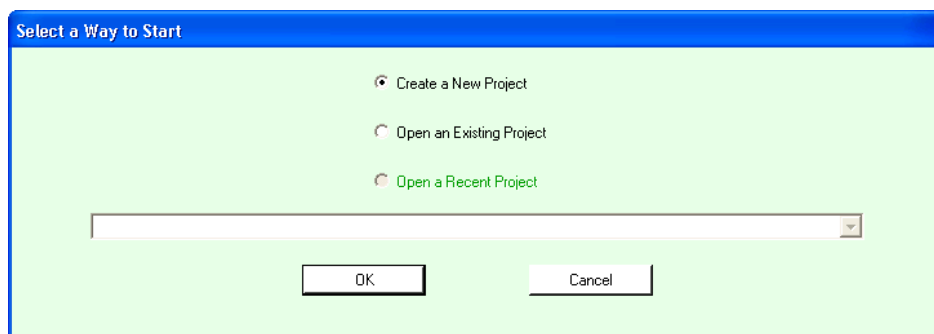 Select a Way to Start
Create a New Project
Open an Existing Project
Open a Recent Project
OK Cancel